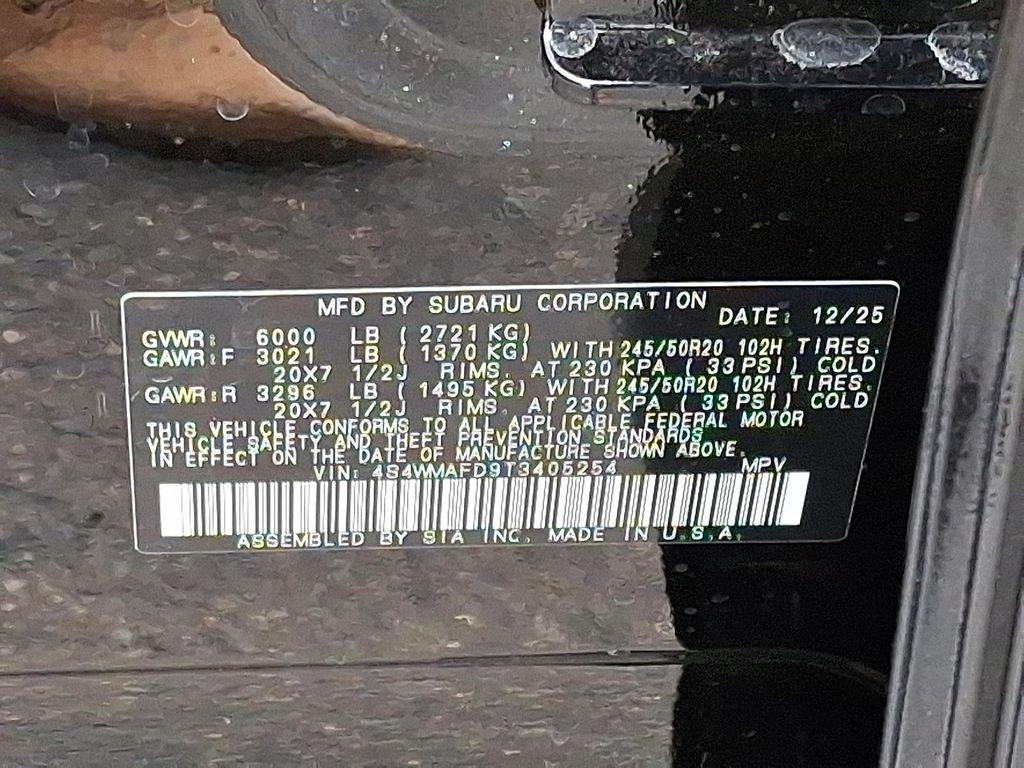 MFD BY SUBARU CORPORATION
DATE: 12/25
GVWR: 6000 LB ( 2721 KG)
GAWR:F 3021 LB ( 1370 KG) WITH 245/50R20 102H TIRES.
20X7 1/2J RIMS. AT 230 KPA ( 33 PSI) COLD
GAWR:R 3296 LB ( 1495 KG) WITH 245/50R20 102H TIRES.
20X7 1/2J RIMS. AT 230 KPA ( 33 PSI) COLD
THIS VEHICLE CONFORMS TO ALL APPLICABLE FEDERAL MOTOR
VEHICLE SAFETY AND THEFT PREVENTION STANDARDS
IN EFFECT ON THE DATE OF MANUFACTURE SHOWN ABOVE.
VIN: 4S4WMAFD9T3405254 MPV
ASSEMBLED BY SIA INC. MADE IN U.S.A.